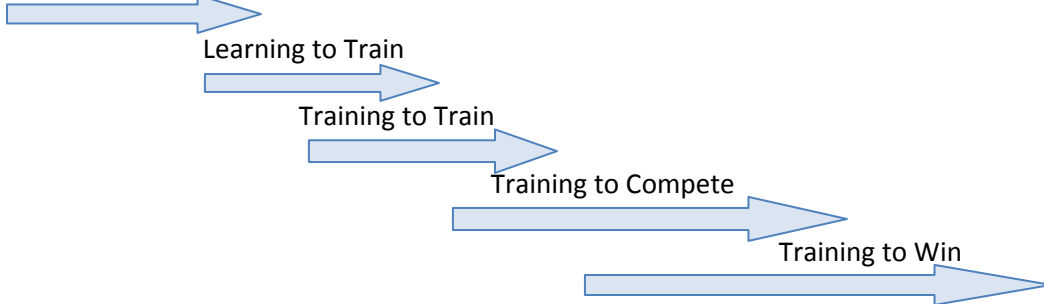 Learning to Train
Training to Train
Training to Compete
Training to Win